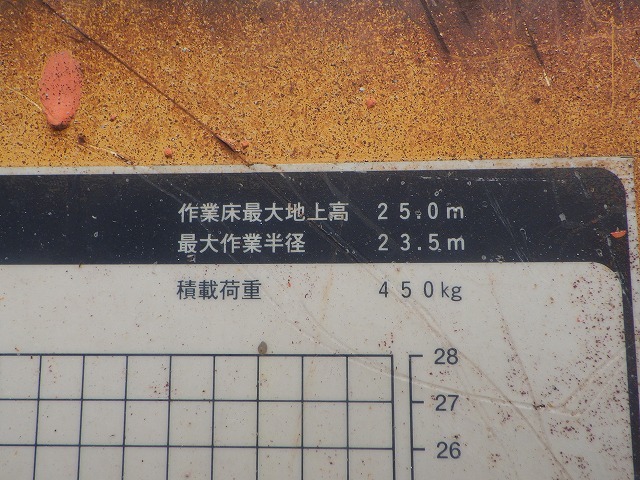 作業床最大地上高 25.0m
最大作業半径 23.5m
積載荷重 450kg
28
27
26